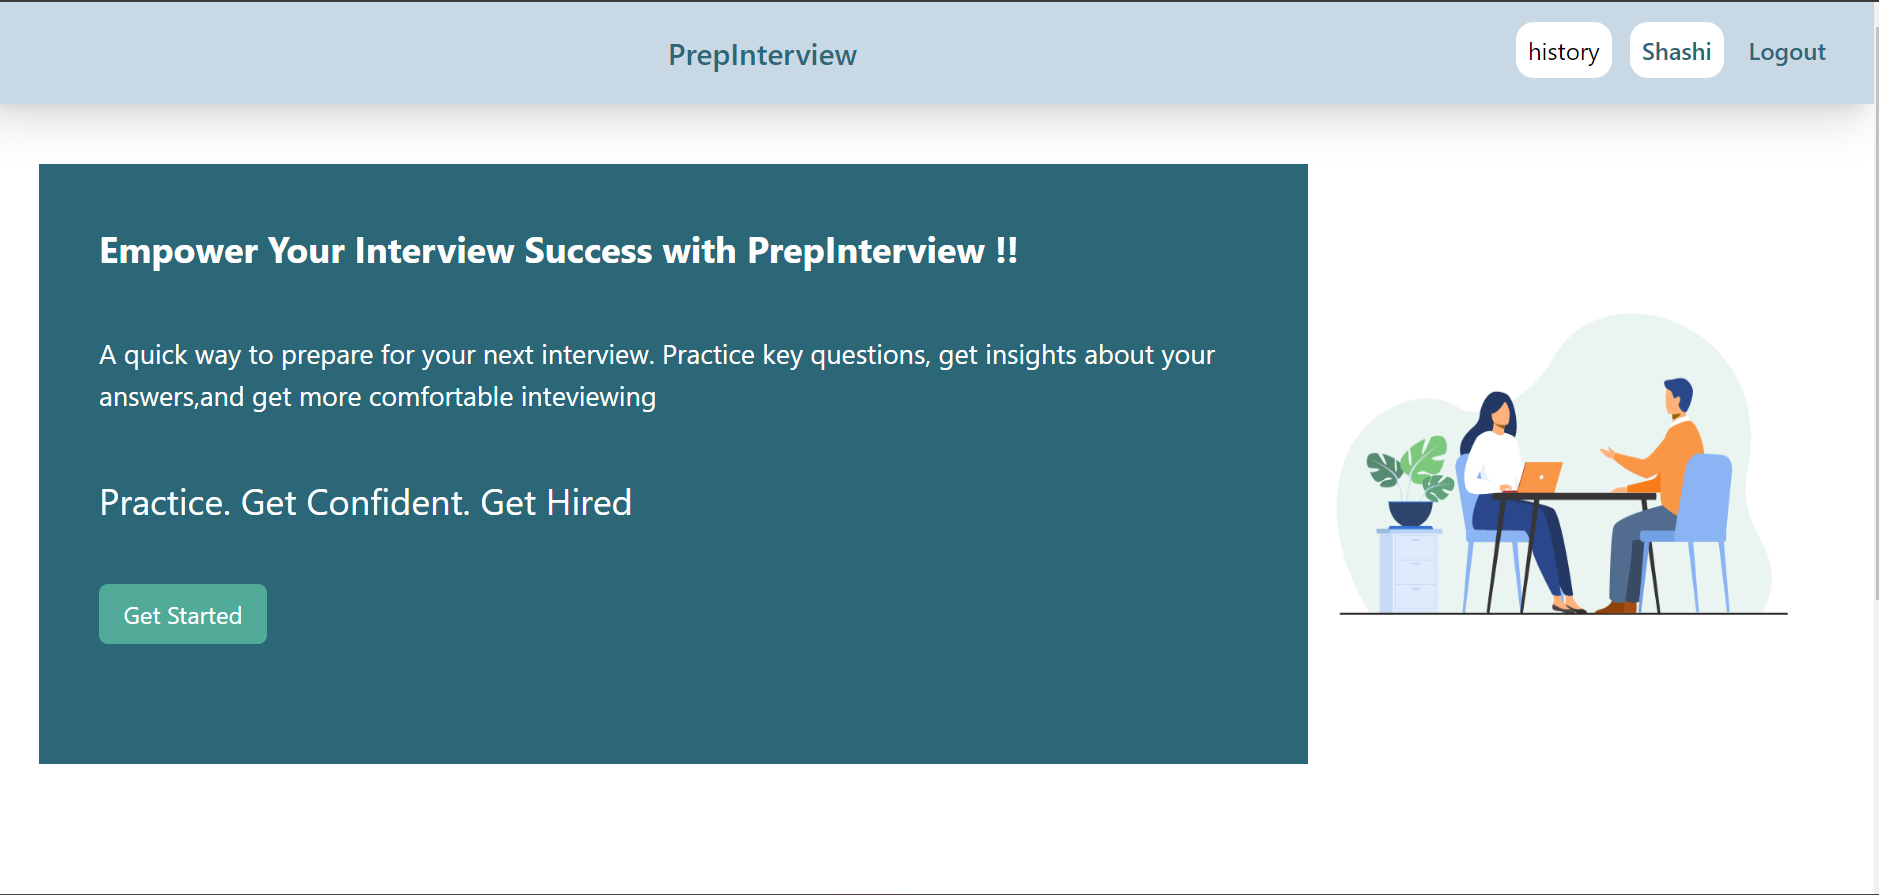 PrepInterview
history
Shashi
Logout
Empower Your Interview Success with PrepInterview !!
A quick way to prepare for your next interview. Practice key questions, get insights about your
answers,and get more comfortable inteviewing
Practice. Get Confident. Get Hired
Get Started